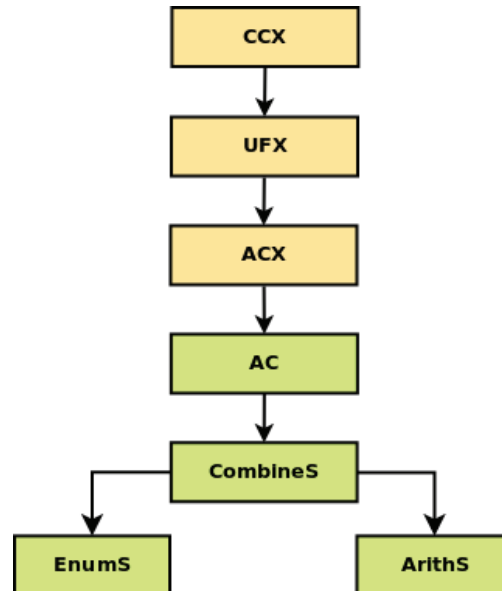 CCX
UFX
ACX
AC
CombineS
EnumS
ArithS